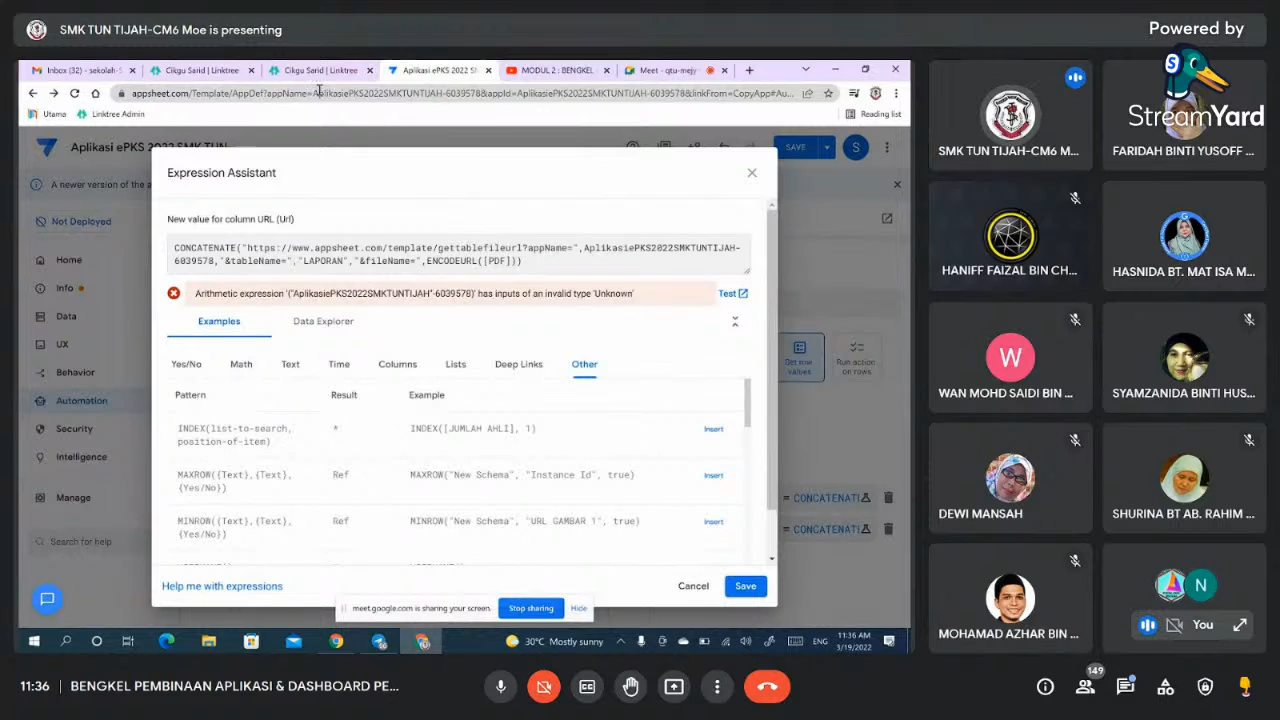 SMK TUN TIJAH-CM6 Moe is presenting
Powered by
StreamYard
Inbox (32) - sekolah-S
Cikgu Sarid | Linktree
Cikgu Sarid | Linktree
Aplikasi ePKS 2022 S
MODUL 2 : BENGKEL
Meet - qtu-mejy
appsheet.com/Template/AppDef?appName=AplikasiePKS2022SMKTUNTIJAH-6039578&appId=AplikasiePKS2022SMKTUNTIJAH-6039578&linkFrom=CopyApp#Au...
Utama
Linktree Admin
Reading list
Aplikasi ePKS 2022 SMK TUN
SAVE
S
A newer version of the a
Not Deployed
Home
Info
Data
UX
Behavior
Automation
Security
Intelligence
Manage
Search for help
Expression Assistant
New value for column URL (Url)
CONCATENATE("https://www.appsheet.com/template/gettablefileurl?appName=",AplikasiePKS2022SMKTUNTIJAH-
6039578,"&tableName=","LAPORAN","&fileName=",ENCODEURL([PDF]))
Arithmetic expression '("AplikasiePKS2022SMKTUNTIJAH"-6039578)' has inputs of an invalid type 'Unknown'
Test
Examples
Data Explorer
Yes/No
Math
Text
Time
Columns
Lists
Deep Links
Other
Pattern
Result
Example
INDEX(list-to-search,
position-of-item)
*
INDEX([JUMLAH AHLI], 1)
Insert
MAXROW({Text},{Text},
{Yes/No})
Ref
MAXROW("New Schema", "Instance Id", true)
Insert
MINROW({Text},{Text},
{Yes/No})
Ref
MINROW("New Schema", "URL GAMBAR 1", true)
Insert
Help me with expressions
Cancel
Save
Get row
values
Run action
on rows
= CONCATENATI
= CONCATENATI
meet.google.com is sharing your screen.
Stop sharing
Hide
30°C Mostly sunny
ENG
11:36 AM
3/19/2022
SMK TUN TIJAH-CM6 M...
FARIDAH BINTI YUSOFF ...
HANIFF FAIZAL BIN CH...
HASNIDA BT. MAT ISA M...
W
WAN MOHD SAIDI BIN ...
SYAMZANIDA BINTI HUS...
DEWI MANSAH
SHURINA BT AB. RAHIM ...
MOHAMAD AZHAR BIN ...
N
You
11:36
BENGKEL PEMBINAAN APLIKASI & DASHBOARD PE...
149